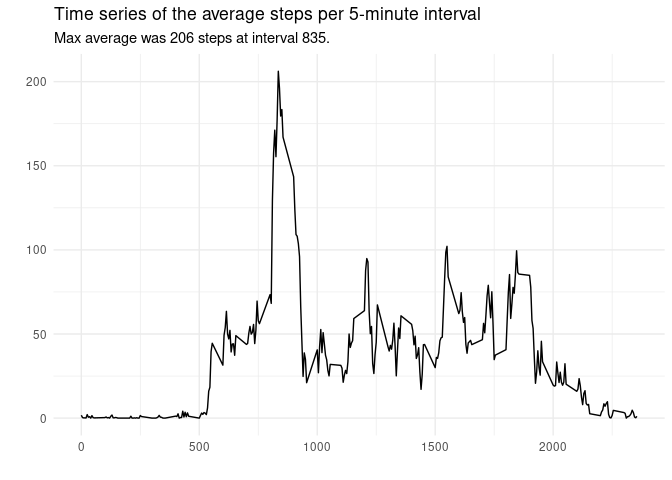 Time series of the average steps per 5-minute interval
Max average was 206 steps at interval 835.
200
150
100
50
0
0 500 1000 1500 2000